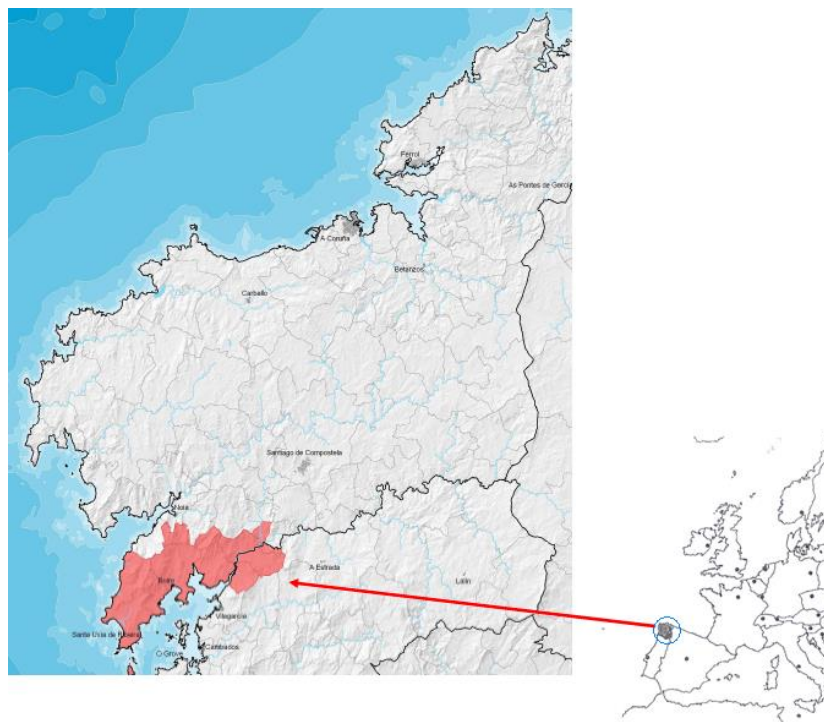 Ferrol
As Pontes de García
A Coruña
Betanzos
Carballo
Santiago de Compostela
Noia
A Estrada
Lalín
Boiro
Vilagarcía
Santa Uxía de Ribeira
O Grove
Cambados